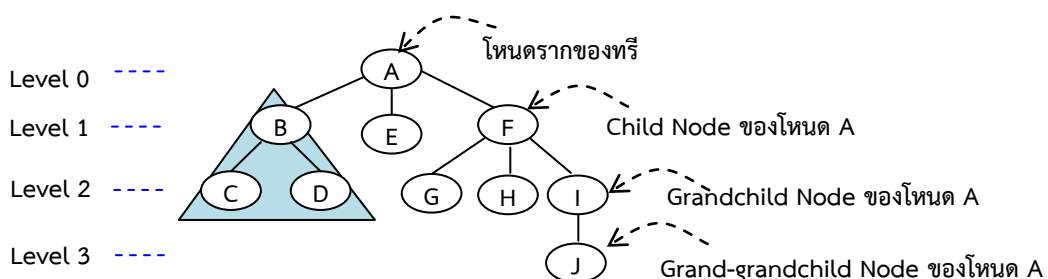 โหนดรากของทรี
Level 0
A
Level 1
B
E
F
Child Node ของโหนด A
Level 2
C
D
G
H
I
Grandchild Node ของโหนด A
Level 3
J
Grand-grandchild Node ของโหนด A